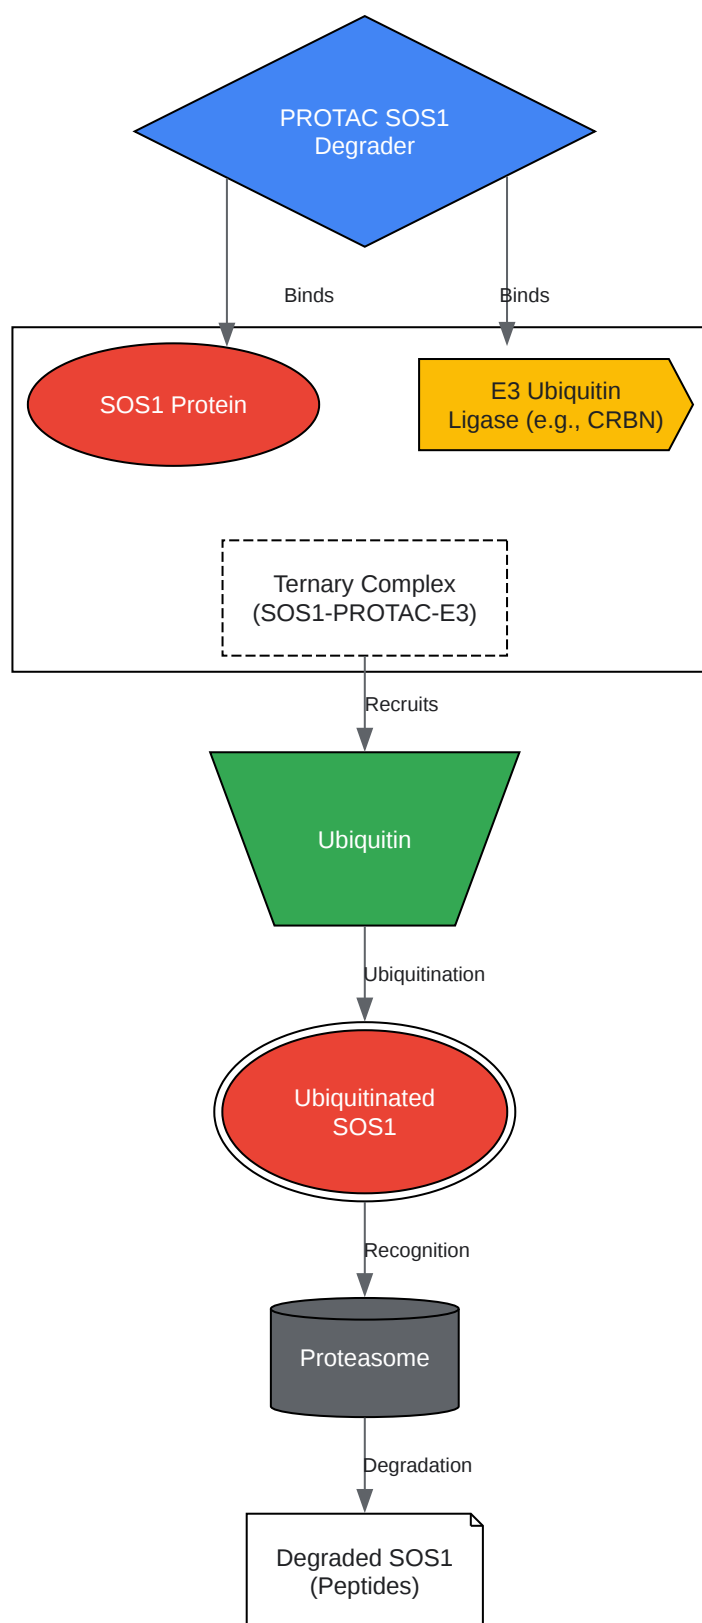 PROTAC SOS1
Degrader
Binds
Binds
SOS1 Protein
E3 Ubiquitin
Ligase (e.g., CRBN)
Ternary Complex
(SOS1-PROTAC-E3)
Recruits
Ubiquitin
Ubiquitination
Ubiquitinated
SOS1
Recognition
Proteasome
Degradation
Degraded SOS1
(Peptides)